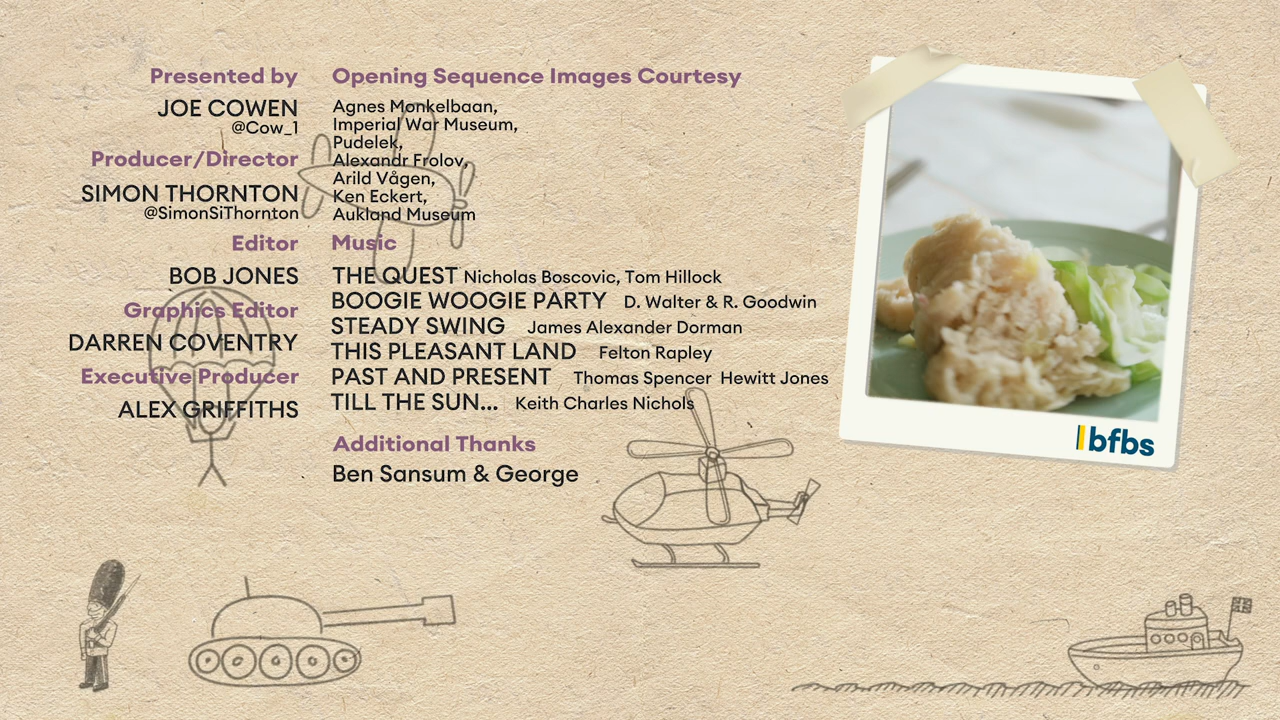 Presented by
JOE COWEN
@Cow_1
Producer/Director
SIMON THORNTON
@SimonSiThornton
Editor
BOB JONES
Graphics Editor
DARREN COVENTRY
Executive Producer
ALEX GRIFFITHS
Opening Sequence Images Courtesy
Agnes Monkelbaan,
Imperial War Museum,
Pudelek,
Alexandr Frolov,
Arild Vågen,
Ken Eckert,
Aukland Museum
Music
THE QUEST Nicholas Boscovic, Tom Hillock
BOOGIE WOOGIE PARTY D. Walter & R. Goodwin
STEADY SWING James Alexander Dorman
THIS PLEASANT LAND Felton Rapley
PAST AND PRESENT Thomas Spencer Hewitt Jones
TILL THE SUN... Keith Charles Nichols
Additional Thanks
Ben Sansum & George
bfbs